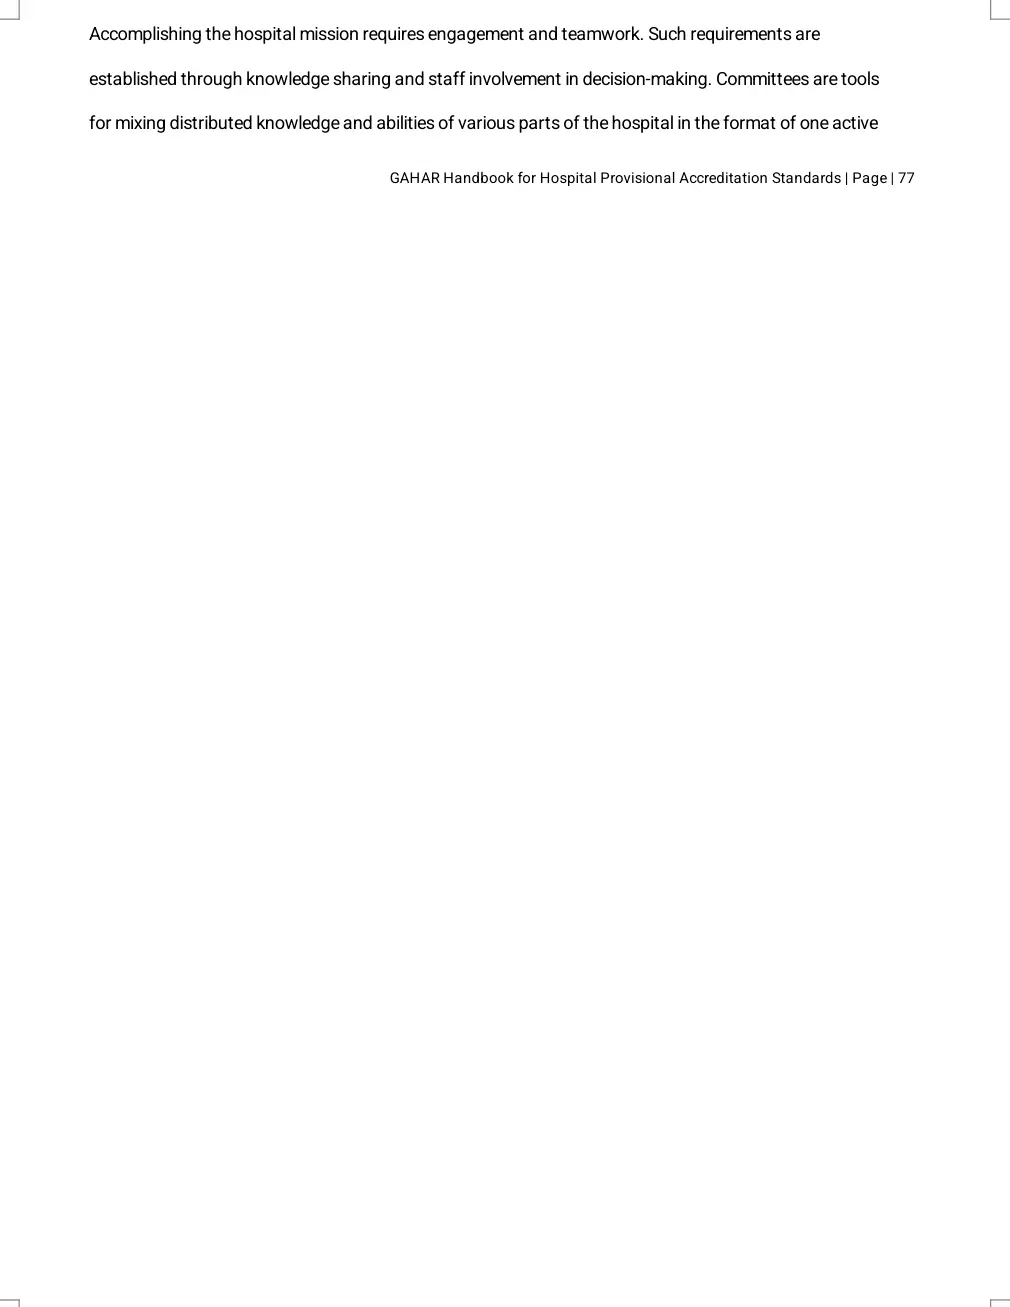 Accomplishing the hospital mission requires engagement and teamwork. Such requirements are
established through knowledge sharing and staff involvement in decision-making. Committees are tools
for mixing distributed knowledge and abilities of various parts of the hospital in the format of one active
GAHAR Handbook for Hospital Provisional Accreditation Standards | Page | 77